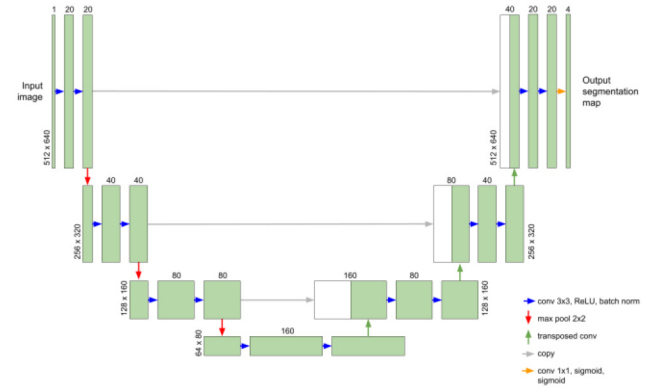 1 20 20
40 20 20 4
Input
image
Output
segmentation
map
512 x 640
512 x 640
40 40
80 40
256 x 320
256 x 320
80 80
160 80
128 x 160
128 x 160
160
64 x 80
conv 3x3, ReLU, batch norm
max pool 2x2
transposed conv
copy
conv 1x1, sigmoid,
sigmoid